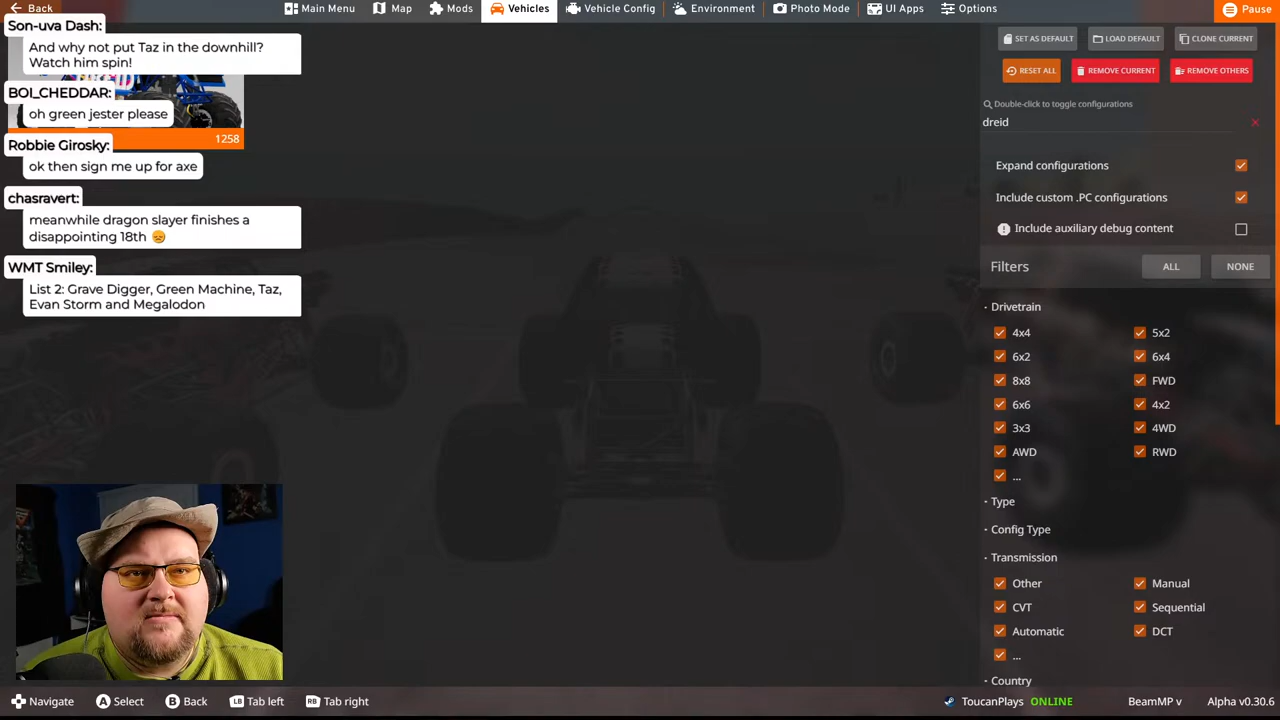 Back
Main Menu
Map
Mods
Vehicles
Vehicle Config
Environment
Photo Mode
UI Apps
Options
Pause
Son-uva Dash:
And why not put Taz in the downhill?
Watch him spin!
BOI_CHEDDAR:
oh green jester please
1258
Robbie Girosky:
ok then sign me up for axe
chasravert:
meanwhile dragon slayer finishes a
disappointing 18th 😞
WMT Smiley:
List 2: Grave Digger, Green Machine, Taz,
Evan Storm and Megalodon
SET AS DEFAULT
LOAD DEFAULT
CLONE CURRENT
RESET ALL
REMOVE CURRENT
REMOVE OTHERS
Double-click to toggle configurations
dreid
Expand configurations
Include custom .PC configurations
Include auxiliary debug content
Filters
ALL
NONE
- Drivetrain
4x4
5x2
6x2
6x4
8x8
FWD
6x6
4x2
3x3
4WD
AWD
RWD
...
- Type
- Config Type
- Transmission
Other
Manual
CVT
Sequential
Automatic
DCT
...
- Country
Navigate
A Select
B Back
LB Tab left
RB Tab right
ToucanPlays ONLINE
BeamMP v
Alpha v0.30.6